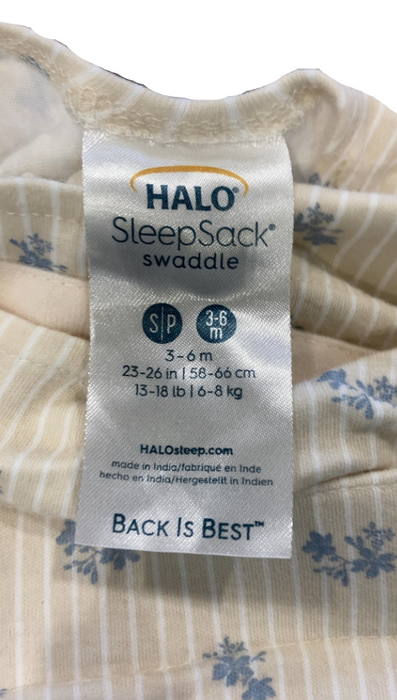 HALO®
SleepSack®
swaddle
S|P 3-6 m
3-6 m
23-26 in | 58-66 cm
13-18 lb | 6-8 kg
HALOsleep.com
made in India/fabriqué en Inde
hecho en India/Hergestellt in Indien
BACK IS BEST™